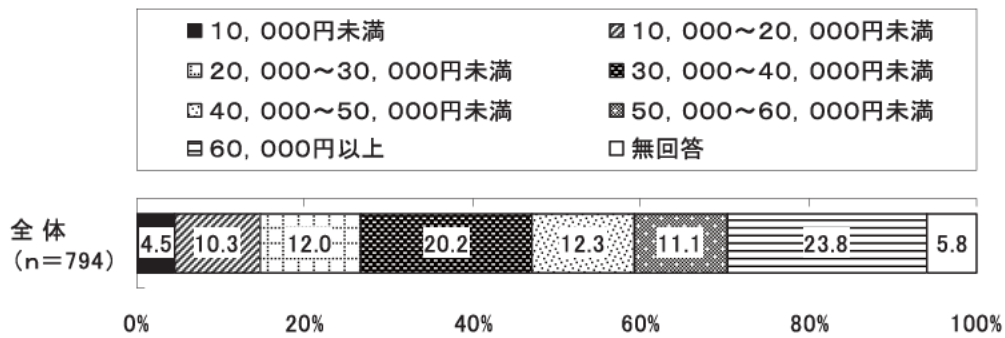 ■10，000円未満 10，000～20，000円未満
20，000～30，000円未満 30，000～40，000円未満
40，000～50，000円未満 50，000～60，000円未満
60，000円以上 □無回答
全 体
（n＝794）
4.5 10.3 12.0 20.2 12.3 11.1 23.8 5.8
0% 20% 40% 60% 80% 100%